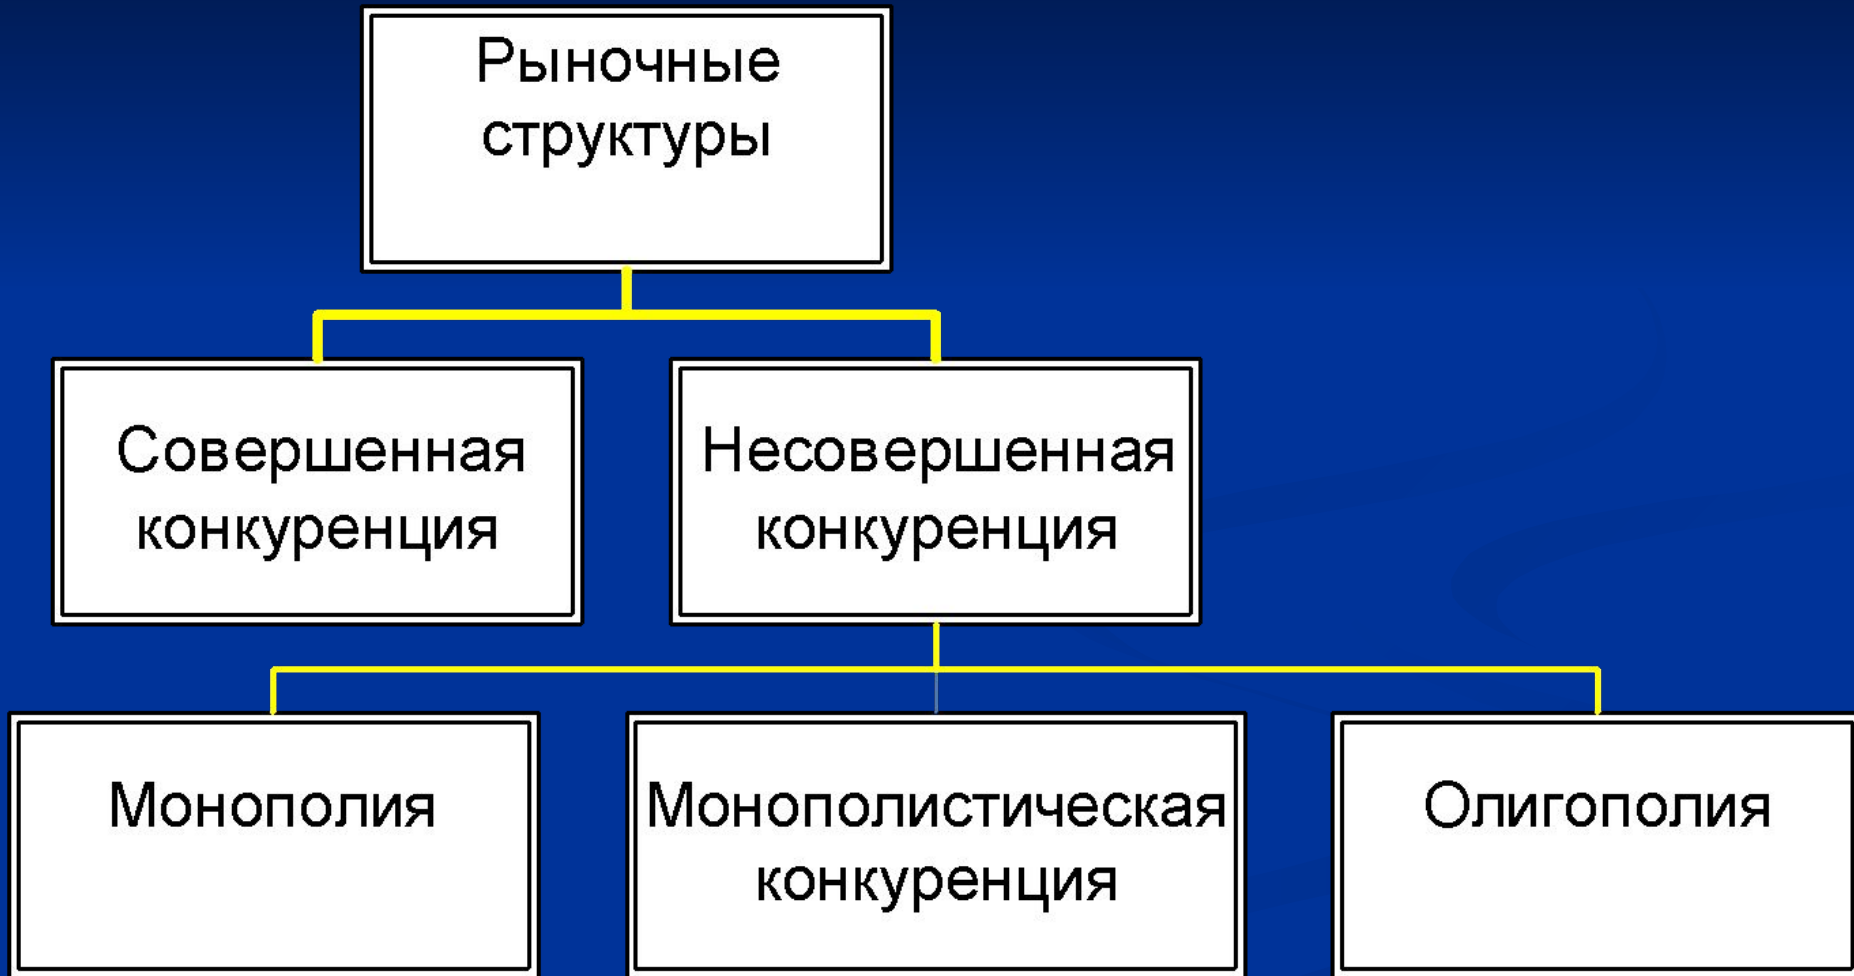 Рыночные
структуры
Совершенная
конкуренция
Несовершенная
конкуренция
Монополия
Монополистическая
конкуренция
Олигополия